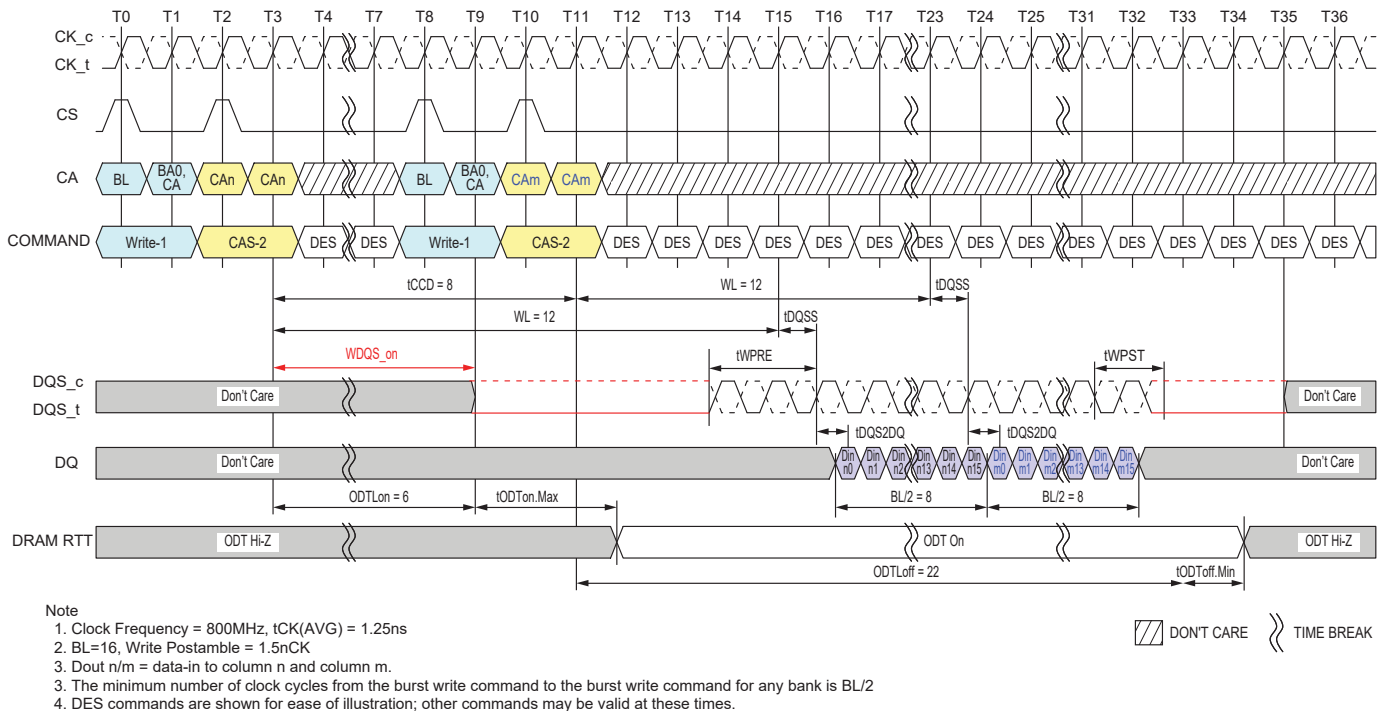 T0 T1 T2 T3 T4 T7 T8 T9 T10 T11 T12 T13 T14 T15 T16 T17 T23 T24 T25 T31 T32 T33 T34 T35 T36
CK_c
CK_t
CS
CA BL BA0, CA CAn CAn BL BA0, CA CAm CAm
COMMAND Write-1 CAS-2 DES DES Write-1 CAS-2 DES DES DES DES DES DES DES DES DES DES DES DES DES DES DES
tCCD = 8 WL = 12 tDQSS
WL = 12 tDQSS
WDQS_on tWPRE tWPST
DQS_c
DQS_t
Don't Care Don't Care
tDQS2DQ tDQS2DQ
DQ Don't Care Din n0 Din n1 Din n2 Din n13 Din n14 Din n15 Din m0 Din m1 Din m2 Din m13 Din m14 Din m15 Don't Care
ODTLon = 6 tODTon.Max BL/2 = 8 BL/2 = 8
DRAM RTT ODT Hi-Z ODT On ODT Hi-Z
ODTLoff = 22 tODToff.Min
Note
1. Clock Frequency = 800MHz, tCK(AVG) = 1.25ns
2. BL=16, Write Postamble = 1.5nCK
3. Dout n/m = data-in to column n and column m.
3. The minimum number of clock cycles from the burst write command to the burst write command for any bank is BL/2
4. DES commands are shown for ease of illustration; other commands may be valid at these times.
DON'T CARE TIME BREAK